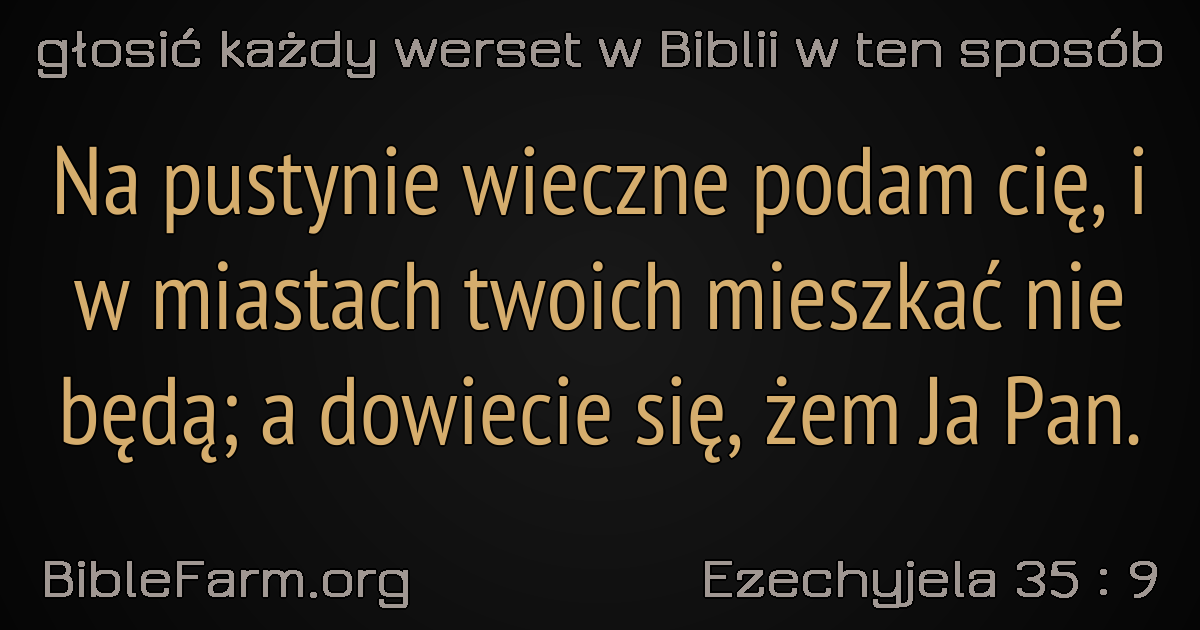 głosić każdy werset w Biblii w ten sposób
Na pustynie wieczne podam cię, i
w miastach twoich mieszkać nie
będą; a dowiecie się, żem Ja Pan.
BibleFarm.org
Ezechyjela 35 : 9